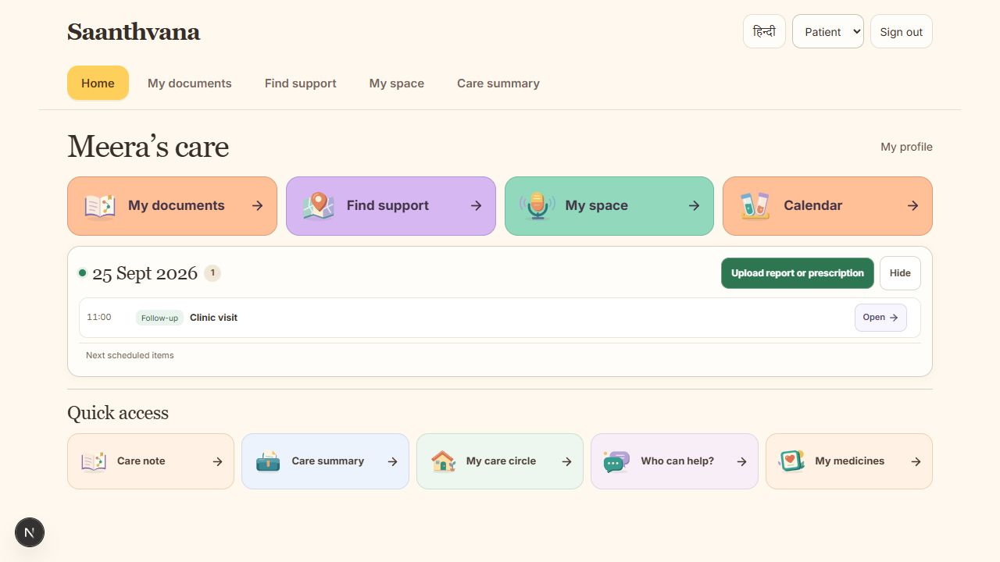 Saanthvana
हिन्दी
Patient
Sign out
Home
My documents
Find support
My space
Care summary
Meera’s care
My profile
My documents
Find support
My space
Calendar
25 Sept 2026
1
Upload report or prescription
Hide
11:00
Follow-up
Clinic visit
Open
Next scheduled items
Quick access
Care note
Care summary
My care circle
Who can help?
My medicines
N